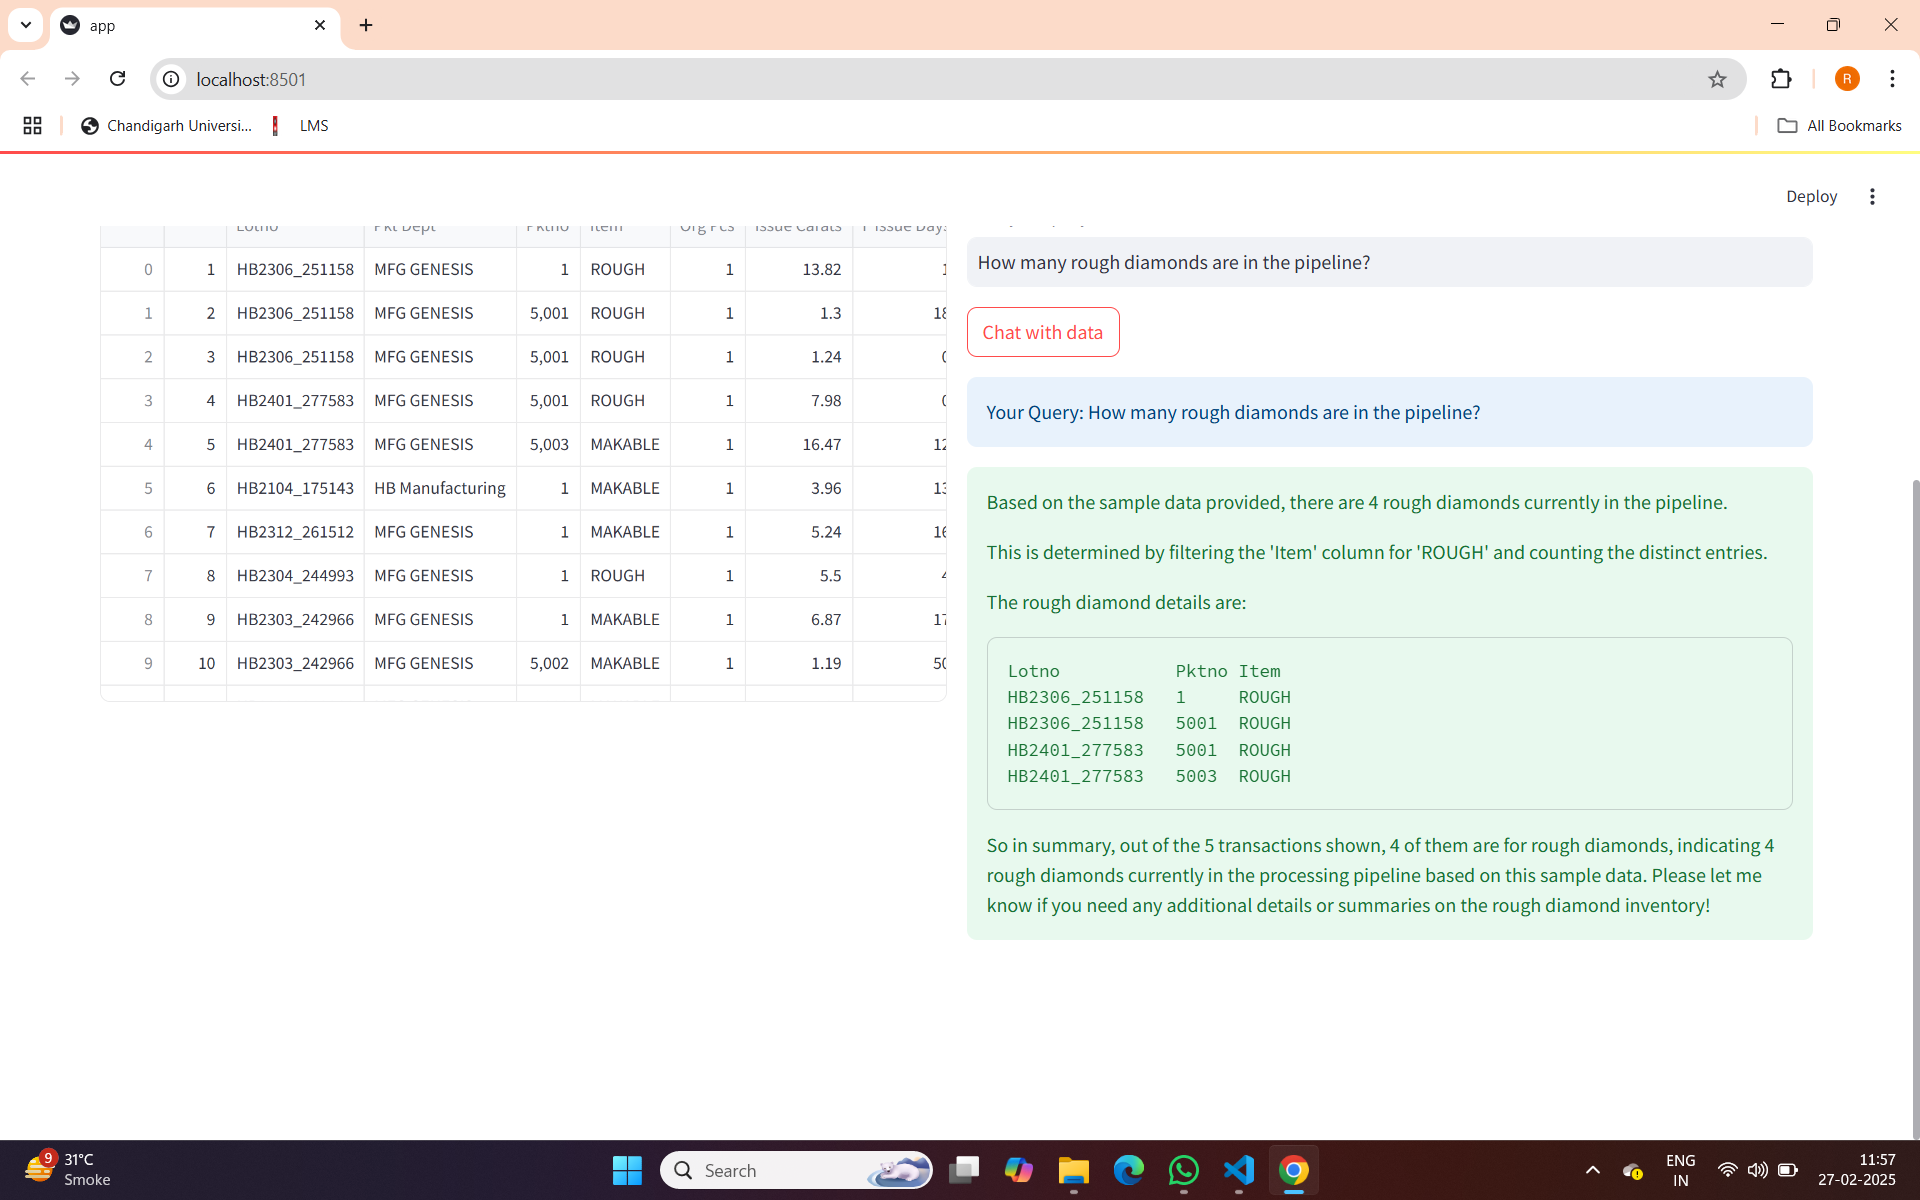 app
localhost:8501
Chandigarh Universi...
LMS
All Bookmarks
Deploy
Lotno Pkt Dept Pktno Item Org Pcs Issue Carats
0 1 HB2306_251158 MFG GENESIS 1 ROUGH 1 13.82
1 2 HB2306_251158 MFG GENESIS 5,001 ROUGH 1 1.3 18
2 3 HB2306_251158 MFG GENESIS 5,001 ROUGH 1 1.24 0
3 4 HB2401_277583 MFG GENESIS 5,001 ROUGH 1 7.98 0
4 5 HB2401_277583 MFG GENESIS 5,003 MAKABLE 1 16.47 12
5 6 HB2104_175143 HB Manufacturing 1 MAKABLE 1 3.96 13
6 7 HB2312_261512 MFG GENESIS 1 MAKABLE 1 5.24 16
7 8 HB2304_244993 MFG GENESIS 1 ROUGH 1 5.5 4
8 9 HB2303_242966 MFG GENESIS 1 MAKABLE 1 6.87 17
9 10 HB2303_242966 MFG GENESIS 5,002 MAKABLE 1 1.19 50
How many rough diamonds are in the pipeline?
Chat with data
Your Query: How many rough diamonds are in the pipeline?
Based on the sample data provided, there are 4 rough diamonds currently in the pipeline.
This is determined by filtering the 'Item' column for 'ROUGH' and counting the distinct entries.
The rough diamond details are:
Lotno Pktno Item
HB2306_251158 1 ROUGH
HB2306_251158 5001 ROUGH
HB2401_277583 5001 ROUGH
HB2401_277583 5003 ROUGH
So in summary, out of the 5 transactions shown, 4 of them are for rough diamonds, indicating 4
rough diamonds currently in the processing pipeline based on this sample data. Please let me
know if you need any additional details or summaries on the rough diamond inventory!
9
31°C
Smoke
Search
ENG
IN
11:57
27-02-2025
R